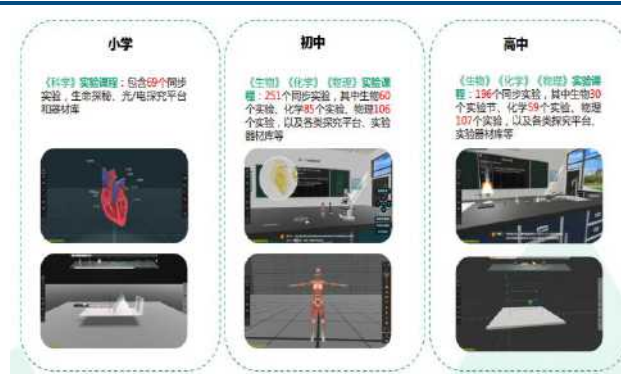 小学
《科学》实验课程：包含69个同步
实验，生命探秘、光/电探究平台
和器材库
初中
《生物》《化学》《物理》实验课
程：251个同步实验，其中生物60
个实验、化学85个实验、物理106
个实验，以及各类探究平台、实验
器材库等
高中
《生物》《化学》《物理》实验课
程：196个同步实验，其中生物30
个实验节、化学59个实验、物理
107个实验，以及各类探究平台、
实验器材库等